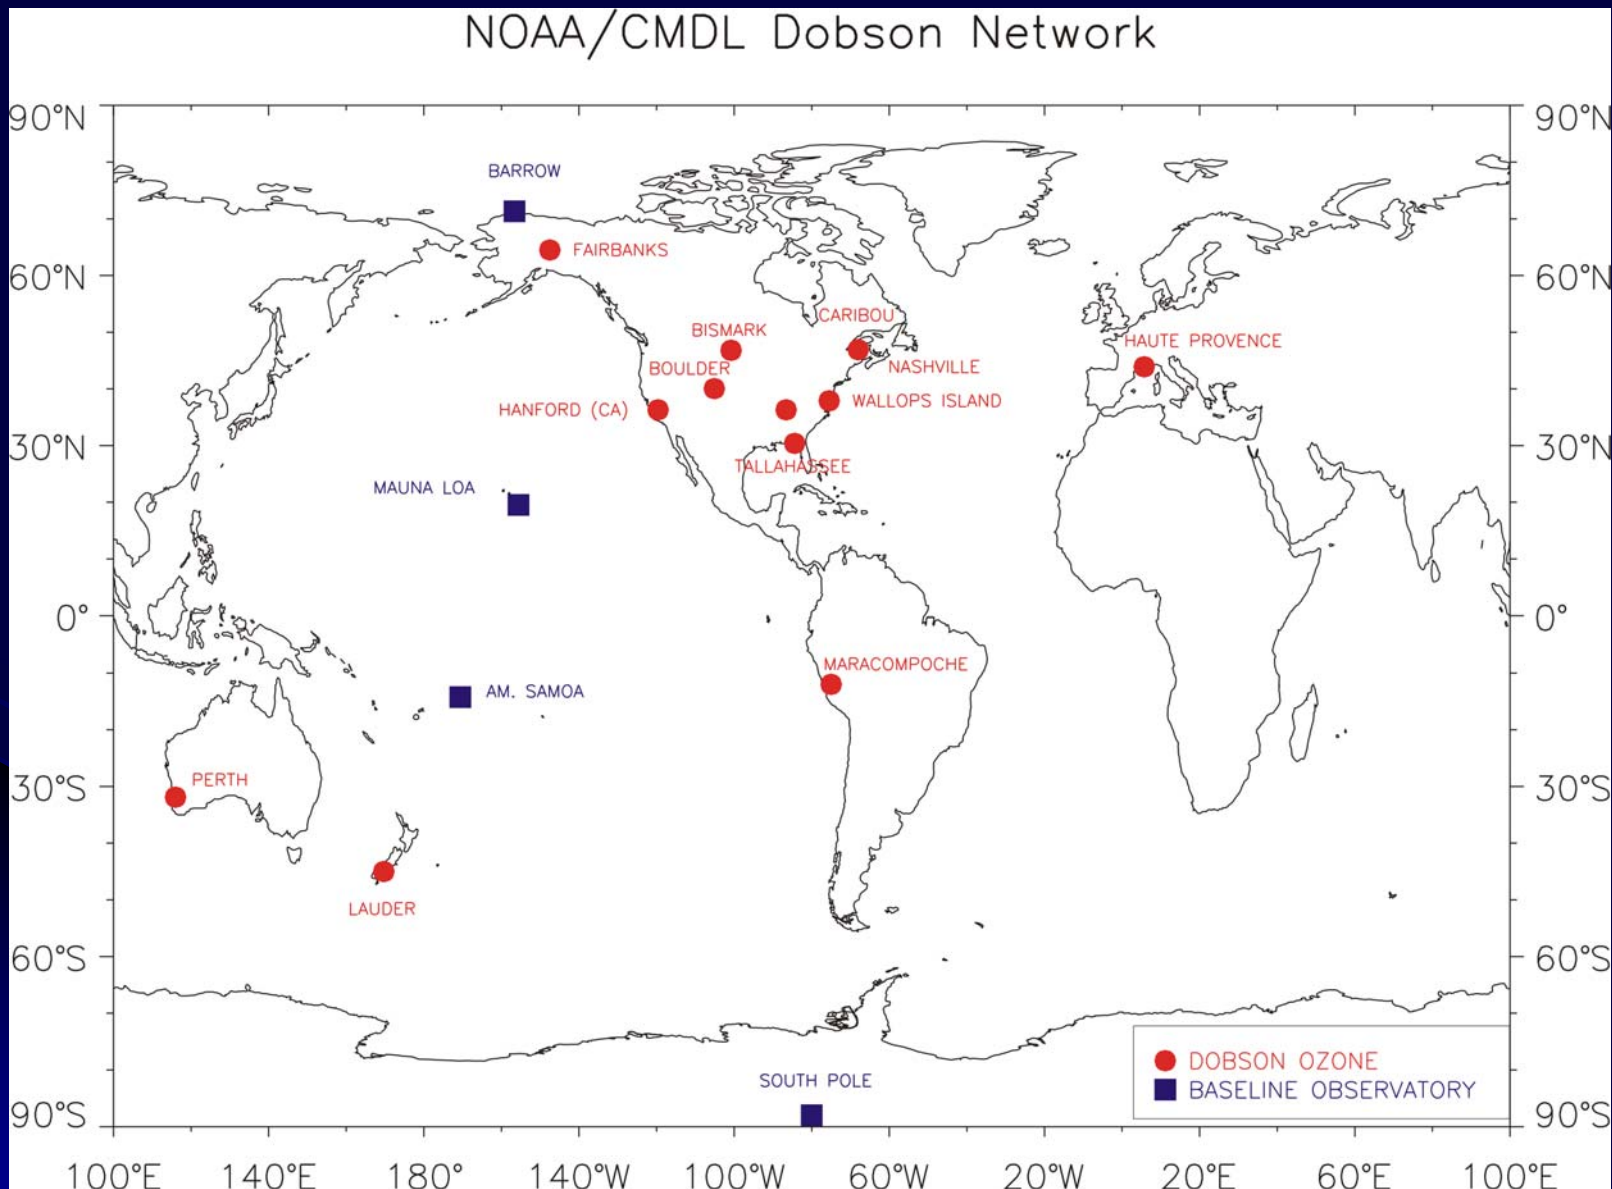 NOAA/CMDL Dobson Network
90°N
90°N
BARROW
FAIRBANKS
60°N
60°N
CARIBOU
BISMARK
HAUTE PROVENCE
BOULDER
NASHVILLE
WALLOPS ISLAND
HANFORD (CA)
30°N
30°N
TALLAHASSEE
MAUNA LOA
0°
0°
MARACOMPOCHE
AM. SAMOA
PERTH
30°S
30°S
LAUDER
60°S
60°S
DOBSON OZONE
SOUTH POLE
BASELINE OBSERVATORY
90°S
90°S
100°E 140°E 180° 140°W 100°W 60°W 20°W 20°E 60°E 100°E